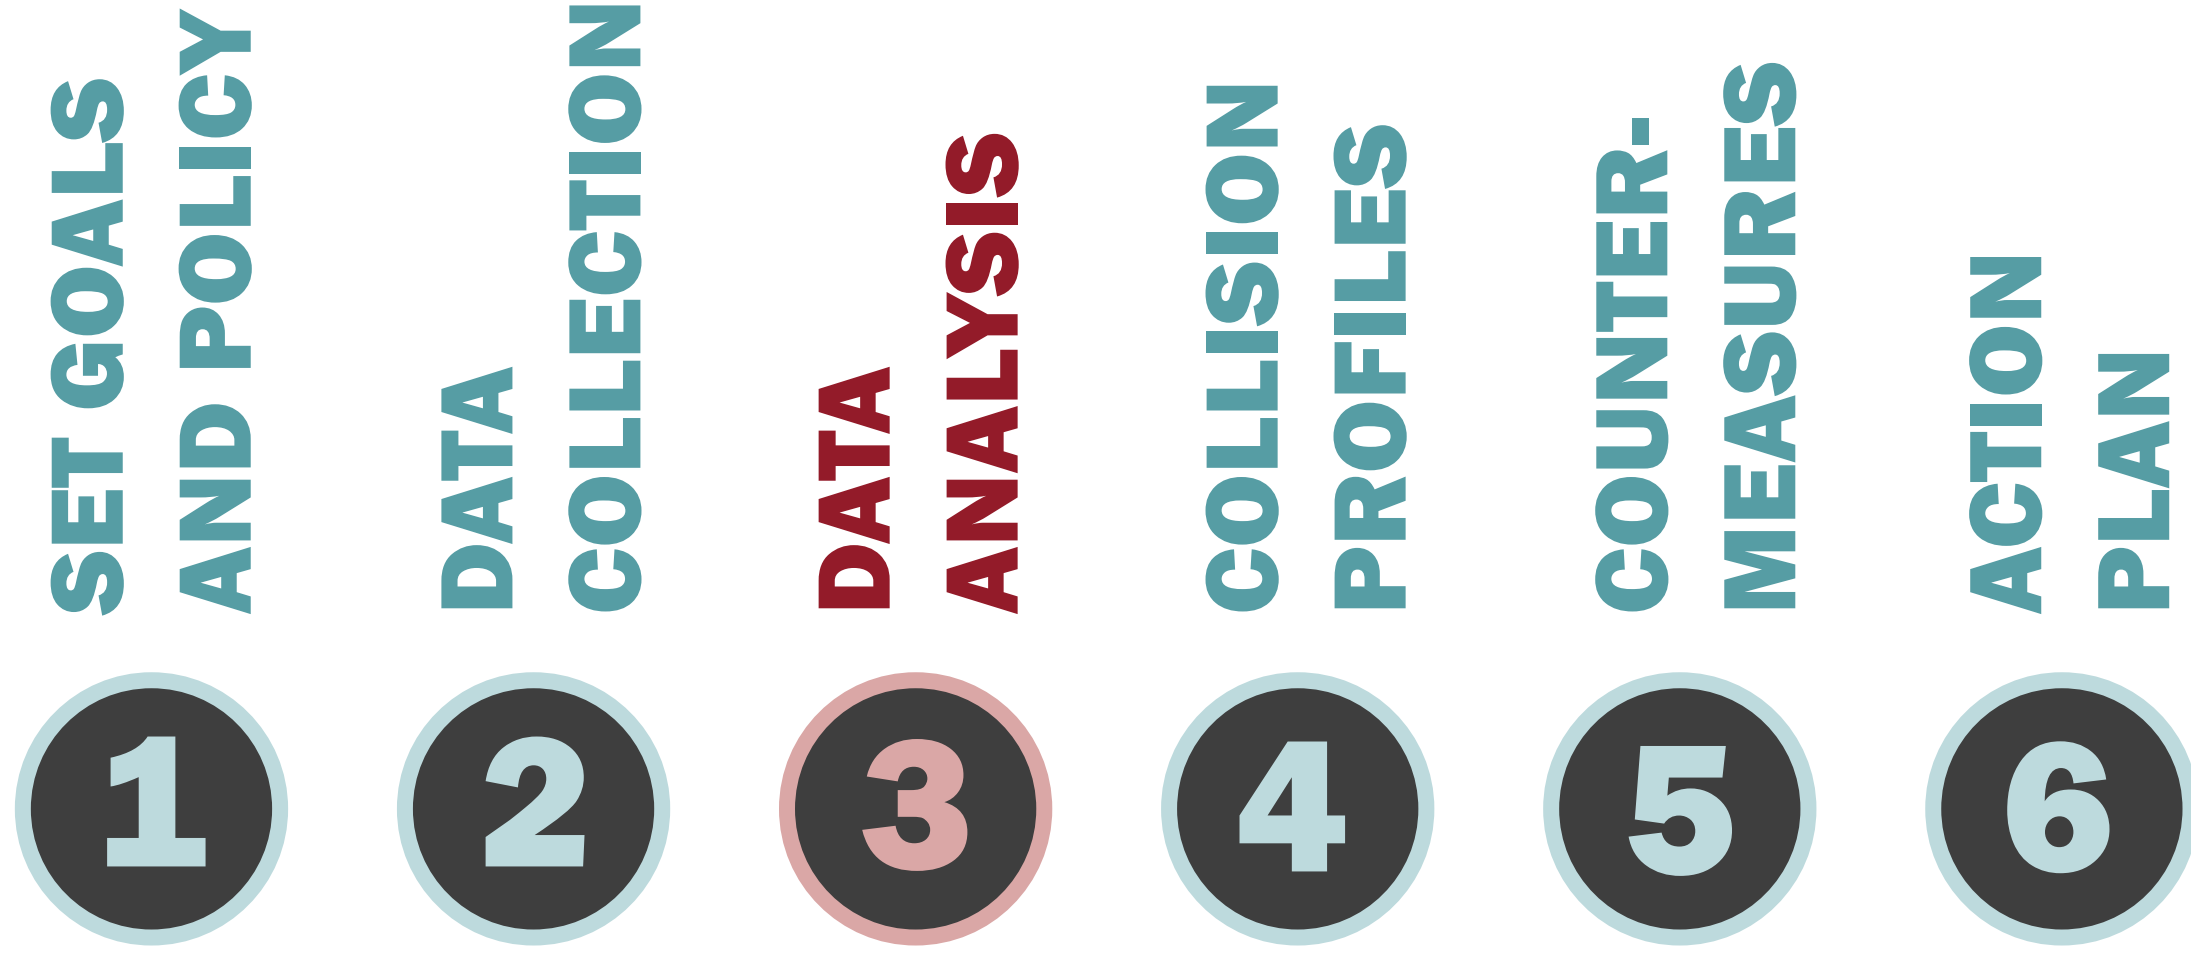 SET GOALS
AND POLICY
DATA
COLLECTION
DATA
ANALYSIS
COLLISION
PROFILES
COUNTER-
MEASURES
ACTION
PLAN
1
2
3
4
5
6